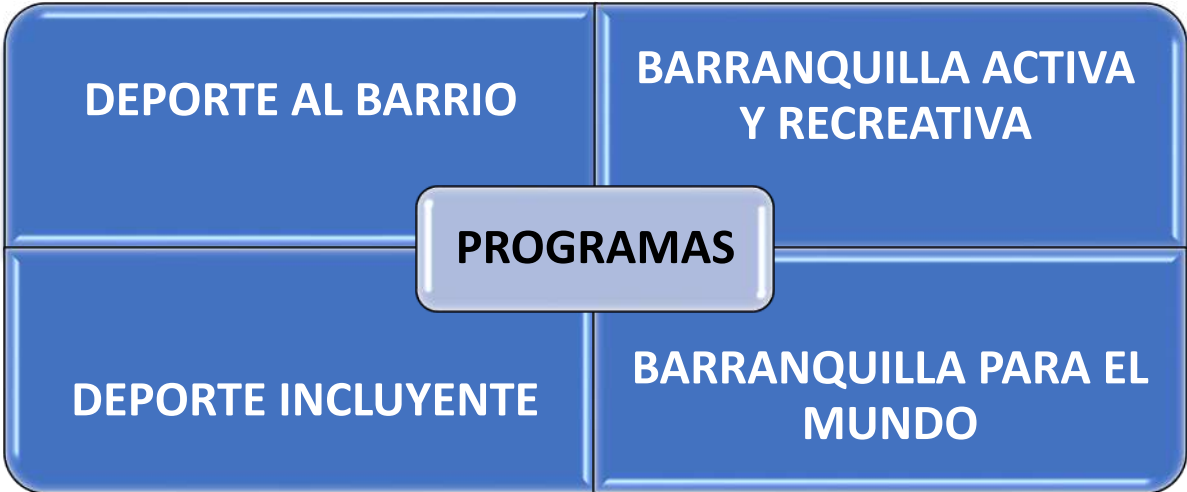 DEPORTE AL BARRIO
BARRANQUILLA ACTIVA
Y RECREATIVA
PROGRAMAS
DEPORTE INCLUYENTE
BARRANQUILLA PARA EL
MUNDO